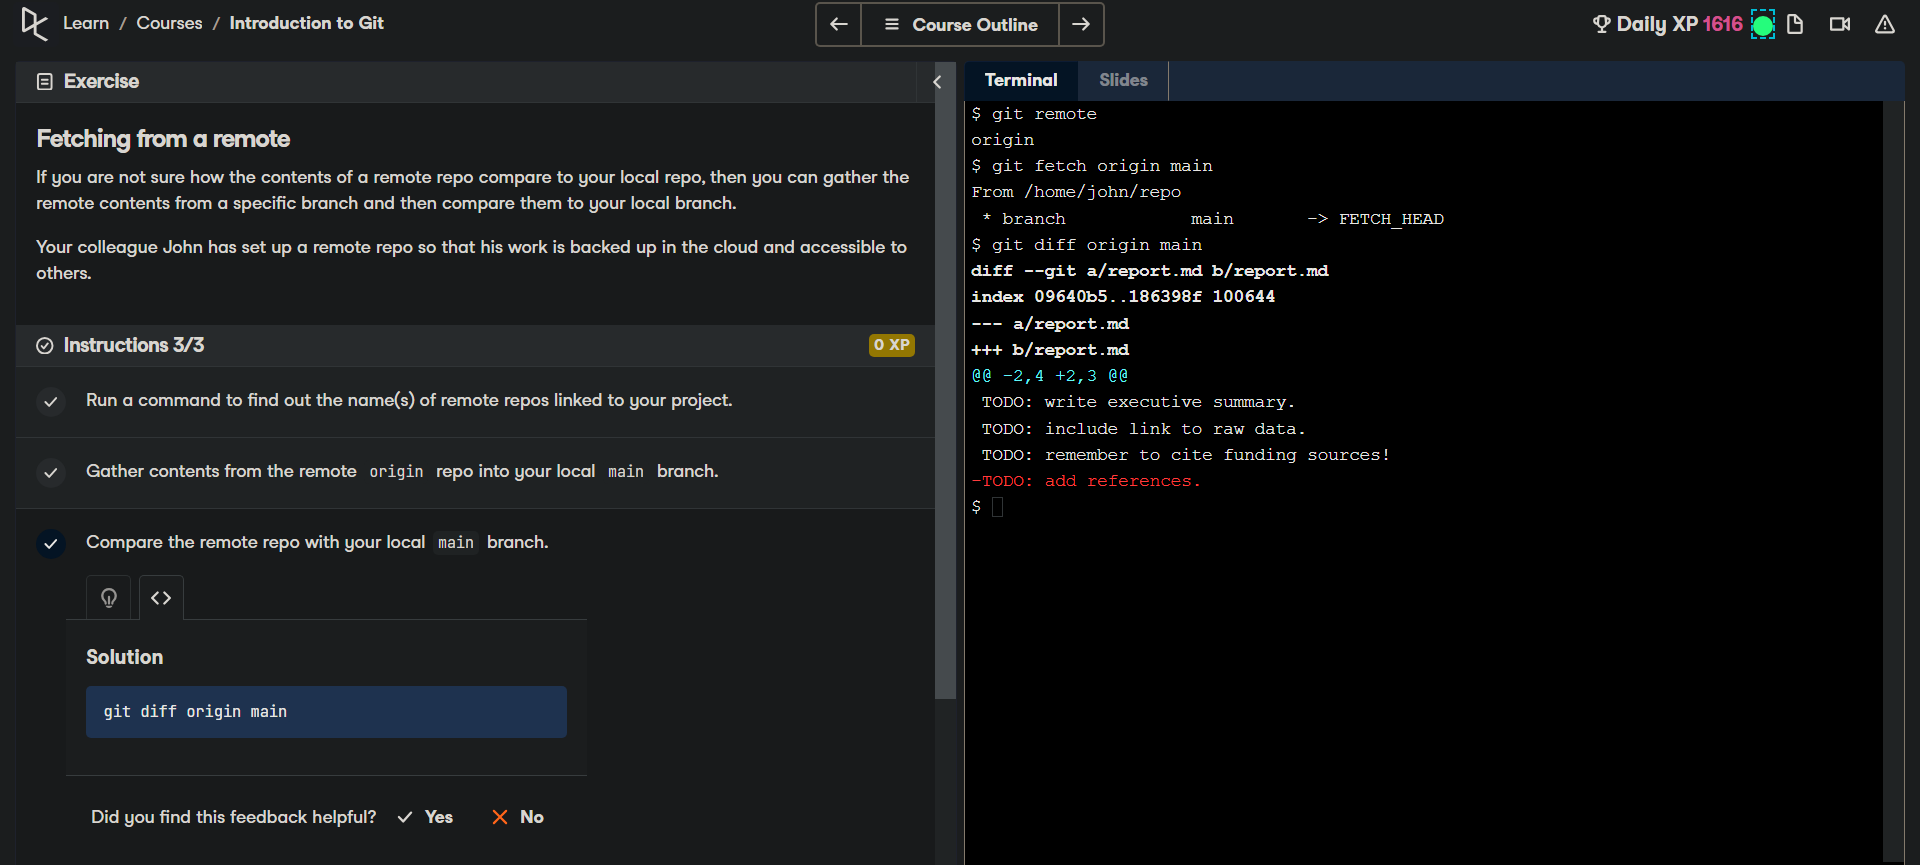 Learn / Courses / Introduction to Git
Course Outline
Daily XP 1616
Exercise
Fetching from a remote
If you are not sure how the contents of a remote repo compare to your local repo, then you can gather the
remote contents from a specific branch and then compare them to your local branch.
Your colleague John has set up a remote repo so that his work is backed up in the cloud and accessible to
others.
Instructions 3/3
0 XP
Run a command to find out the name(s) of remote repos linked to your project.
Gather contents from the remote origin repo into your local main branch.
Compare the remote repo with your local main branch.
<>
Solution
git diff origin main
Did you find this feedback helpful? Yes No
Terminal Slides
$ git remote
origin
$ git fetch origin main
From /home/john/repo
 * branch            main       -> FETCH_HEAD
$ git diff origin main
diff --git a/report.md b/report.md
index 09640b5..186398f 100644
--- a/report.md
+++ b/report.md
@@ -2,4 +2,3 @@
 TODO: write executive summary.
 TODO: include link to raw data.
 TODO: remember to cite funding sources!
-TODO: add references.
$